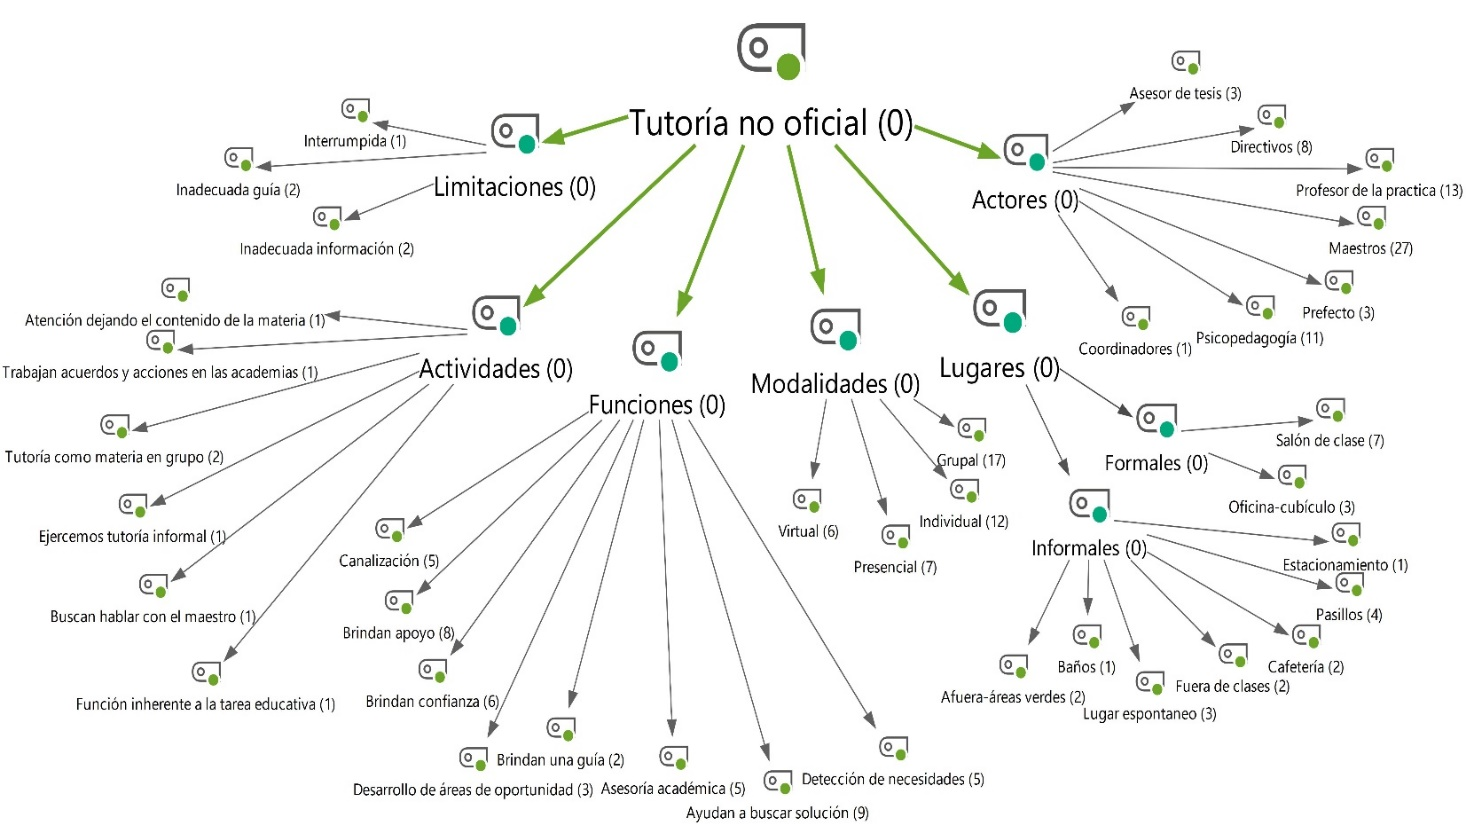 Tutoría no oficial (0)
Limitaciones (0)
Interrumpida (1)
Inadecuada guía (2)
Inadecuada información (2)
Actividades (0)
Atención dejando el contenido de la materia (1)
Trabajan acuerdos y acciones en las academias (1)
Tutoría como materia en grupo (2)
Ejercemos tutoría informal (1)
Buscan hablar con el maestro (1)
Función inherente a la tarea educativa (1)
Funciones (0)
Canalización (5)
Brindan apoyo (8)
Brindan confianza (6)
Desarrollo de áreas de oportunidad (3)
Brindan una guía (2)
Asesoría académica (5)
Ayudan a buscar solución (9)
Detección de necesidades (5)
Modalidades (0)
Virtual (6)
Presencial (7)
Individual (12)
Grupal (17)
Lugares (0)
Formales (0)
Salón de clase (7)
Oficina-cubículo (3)
Informales (0)
Estacionamiento (1)
Pasillos (4)
Cafetería (2)
Fuera de clases (2)
Lugar espontaneo (3)
Baños (1)
Afuera-áreas verdes (2)
Actores (0)
Asesor de tesis (3)
Directivos (8)
Profesor de la practica (13)
Maestros (27)
Prefecto (3)
Psicopedagogía (11)
Coordinadores (1)